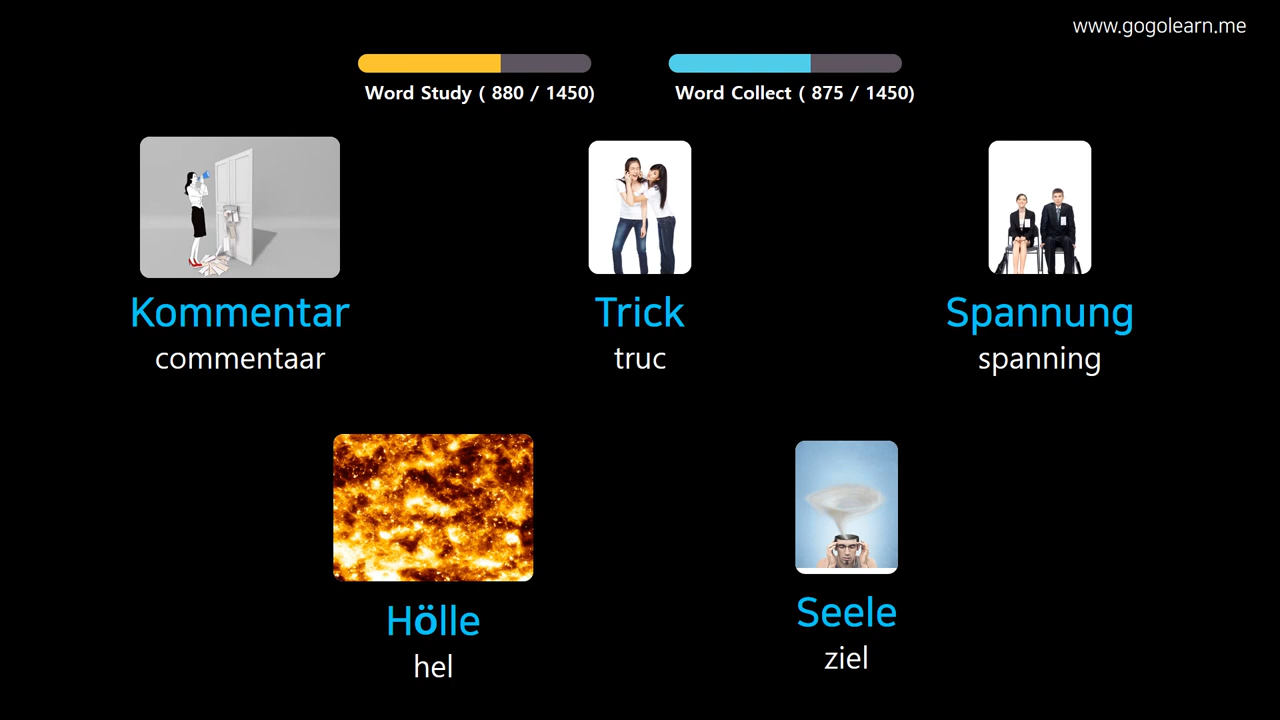 www.gogolearn.me
Word Study ( 880 / 1450)
Word Collect ( 875 / 1450)
Kommentar
commentaar
Trick
truc
Spannung
spanning
Hölle
hel
Seele
ziel